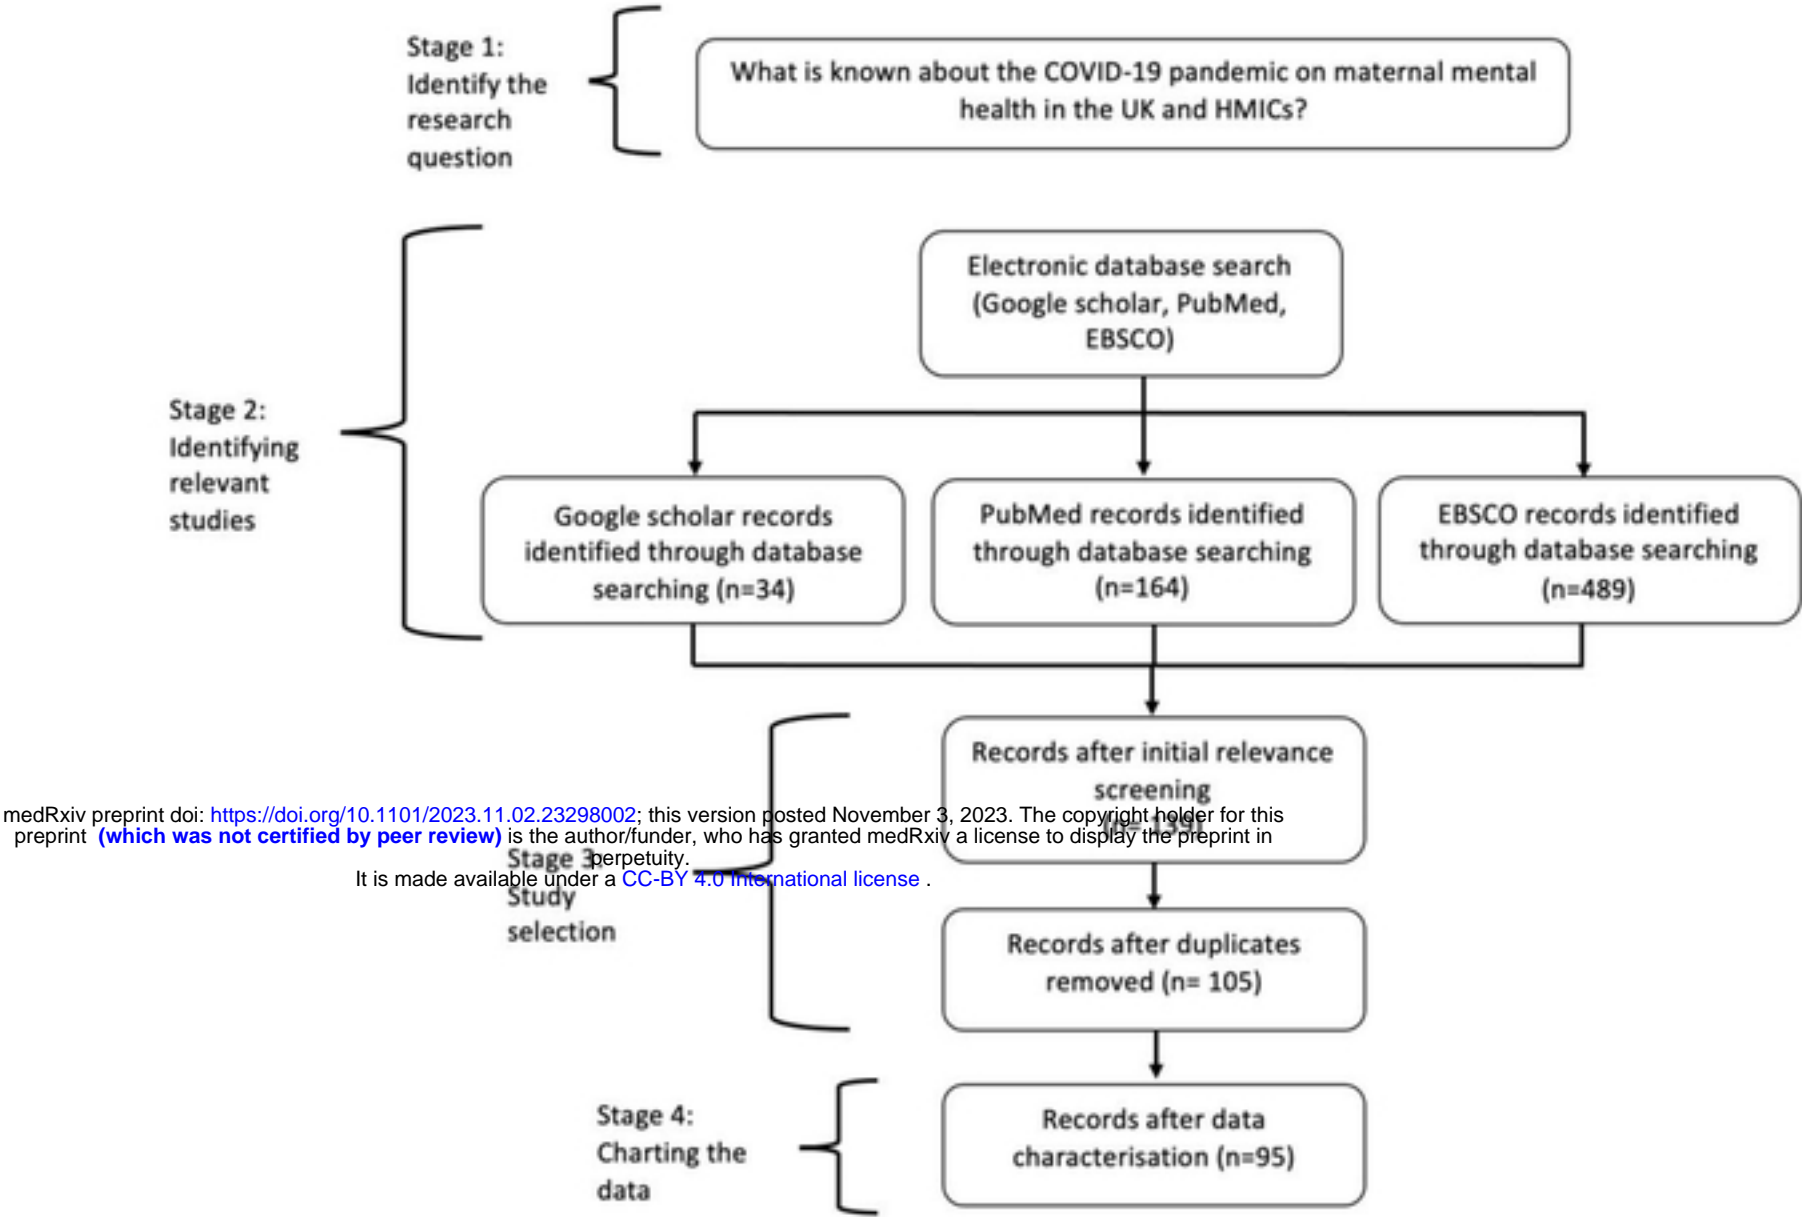 Stage 1:
Identify the
research
question
What is known about the COVID-19 pandemic on maternal mental
health in the UK and HMICs?
Stage 2:
Identifying
relevant
studies
Electronic database search
(Google scholar, PubMed,
EBSCO)
Google scholar records
identified through database
searching (n=34)
PubMed records identified
through database searching
(n=164)
EBSCO records identified
through database searching
(n=489)
Records after initial relevance
screening
(n= 139)
medRxiv preprint doi: https://doi.org/10.1101/2023.11.02.23298002; this version posted November 3, 2023. The copyright holder for this
preprint (which was not certified by peer review) is the author/funder, who has granted medRxiv a license to display the preprint in
perpetuity.
It is made available under a CC-BY 4.0 International license .
Stage 3:
Study
selection
Records after duplicates
removed (n= 105)
Stage 4:
Charting the
data
Records after data
characterisation (n=95)